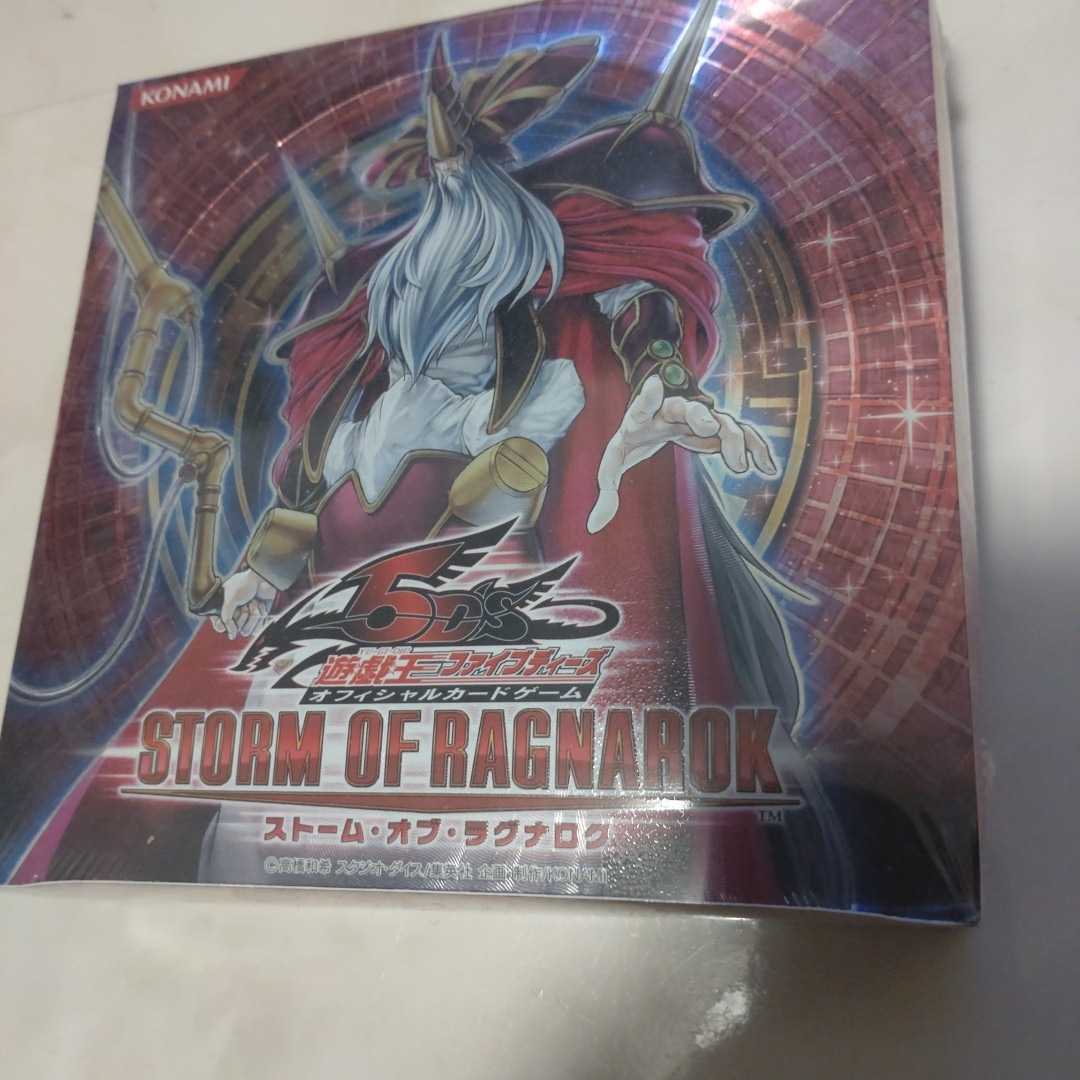 KONAMI
5D's
遊戯王ファイブディーズ
オフィシャルカードゲーム
STORM OF RAGNAROK
TM
ストーム・オブ・ラグナロク
©高橋和希 スタジオ・ダイス/集英社 企画・制作/KONAMI